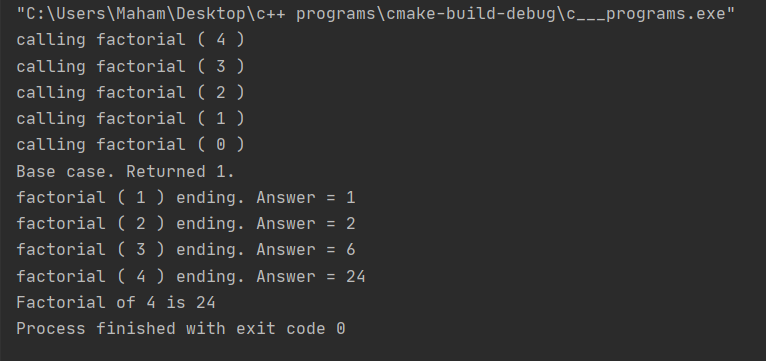 "C:\Users\Maham\Desktop\c++ programs\cmake-build-debug\c___programs.exe"
calling factorial ( 4 )
calling factorial ( 3 )
calling factorial ( 2 )
calling factorial ( 1 )
calling factorial ( 0 )
Base case. Returned 1.
factorial ( 1 ) ending. Answer = 1
factorial ( 2 ) ending. Answer = 2
factorial ( 3 ) ending. Answer = 6
factorial ( 4 ) ending. Answer = 24
Factorial of 4 is 24
Process finished with exit code 0